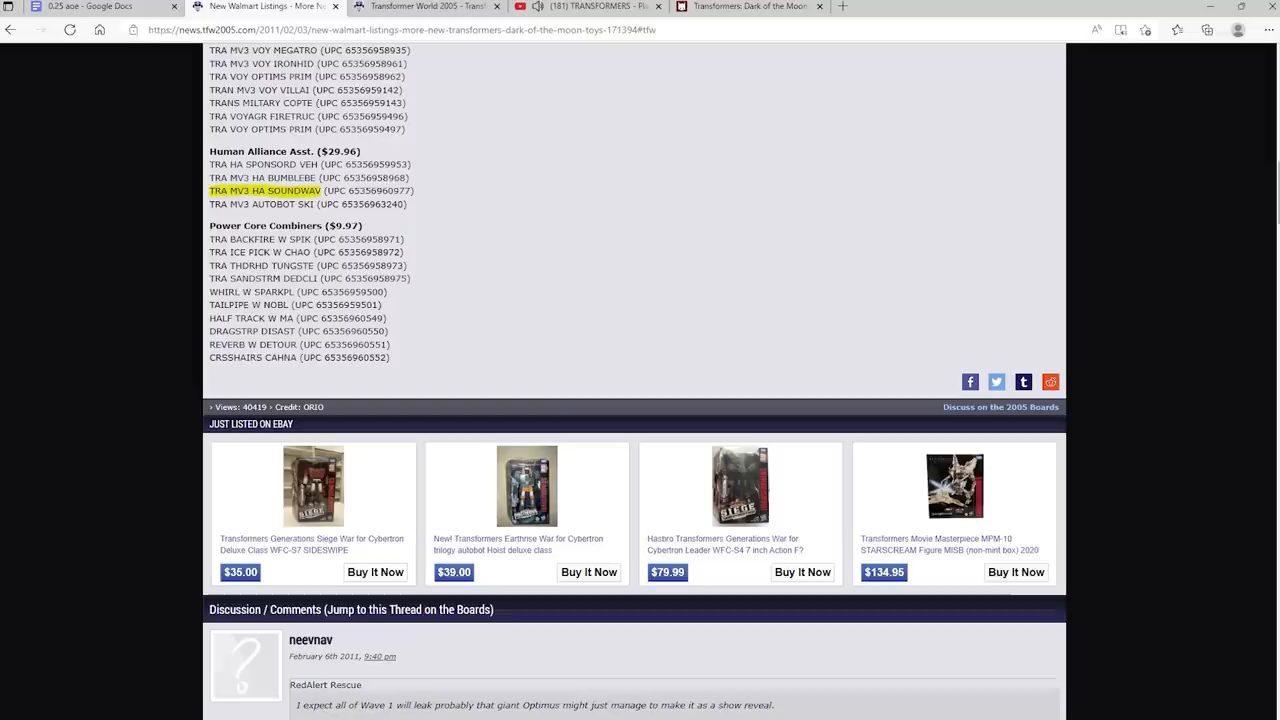 0.25 aoe - Google Docs
New Walmart Listings - More Ne
Transformer World 2005 - Transf
(181) TRANSFORMERS - Pl
Transformers: Dark of the Moon
https://news.tfw2005.com/2011/02/03/new-walmart-listings-more-new-transformers-dark-of-the-moon-toys-171394#tfw
TRA MV3 VOY MEGATRO (UPC 65356958935)
TRA MV3 VOY IRONHID (UPC 65356958961)
TRA VOY OPTIMS PRIM (UPC 65356958962)
TRAN MV3 VOY VILLAI (UPC 65356959142)
TRANS MILTARY COPTE (UPC 65356959143)
TRA VOYAGR FIRETRUC (UPC 65356959496)
TRA VOY OPTIMS PRIM (UPC 65356959497)
Human Alliance Asst. ($29.96)
TRA HA SPONSORD VEH (UPC 65356959953)
TRA MV3 HA BUMBLEBE (UPC 65356958968)
TRA MV3 HA SOUNDWAV (UPC 65356960977)
TRA MV3 AUTOBOT SKI (UPC 65356963240)
Power Core Combiners ($9.97)
TRA BACKFIRE W SPIK (UPC 65356958971)
TRA ICE PICK W CHAO (UPC 65356958972)
TRA THDRHD TUNGSTE (UPC 65356958973)
TRA SANDSTRM DEDCLI (UPC 65356958975)
WHIRL W SPARKPL (UPC 65356959500)
TAILPIPE W NOBL (UPC 65356959501)
HALF TRACK W MA (UPC 65356960549)
DRAGSTRP DISAST (UPC 65356960550)
REVERB W DETOUR (UPC 65356960551)
CRSSHAIRS CAHNA (UPC 65356960552)
› Views: 40419 › Credit: ORIO
Discuss on the 2005 Boards
JUST LISTED ON EBAY
SIEGE
SIEGE
Transformers Generations Siege War for Cybertron
Deluxe Class WFC-S7 SIDESWIPE
$35.00
Buy It Now
New! Transformers Earthrise War for Cybertron
trilogy autobot Hoist deluxe class
$39.00
Buy It Now
Hasbro Transformers Generations War for
Cybertron Leader WFC-S4 7 inch Action F?
$79.99
Buy It Now
Transformers Movie Masterpiece MPM-10
STARSCREAM Figure MISB (non-mint box) 2020
$134.95
Buy It Now
Discussion / Comments (Jump to this Thread on the Boards)
neevnav
February 6th 2011, 9:40 pm
RedAlert Rescue
I expect all of Wave 1 will leak probably that giant Optimus might just manage to make it as a show reveal.